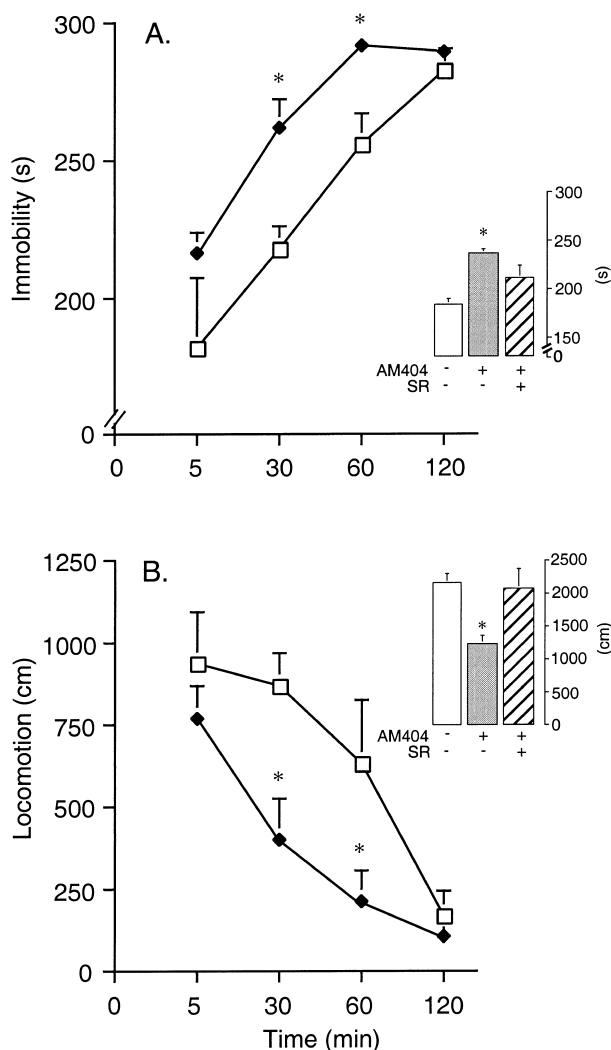 A.
Immobility (s)
300
250
200
0
*
*
0 5 30 60 120
*
300
250
200
150
0
(s)
AM404 - + +
SR - - +
B.
Locomotion (cm)
1250
1000
750
500
250
0
*
*
0 5 30 60 120
Time (min)
*
2500
2000
1500
1000
500
0
(cm)
AM404 - + +
SR - - +